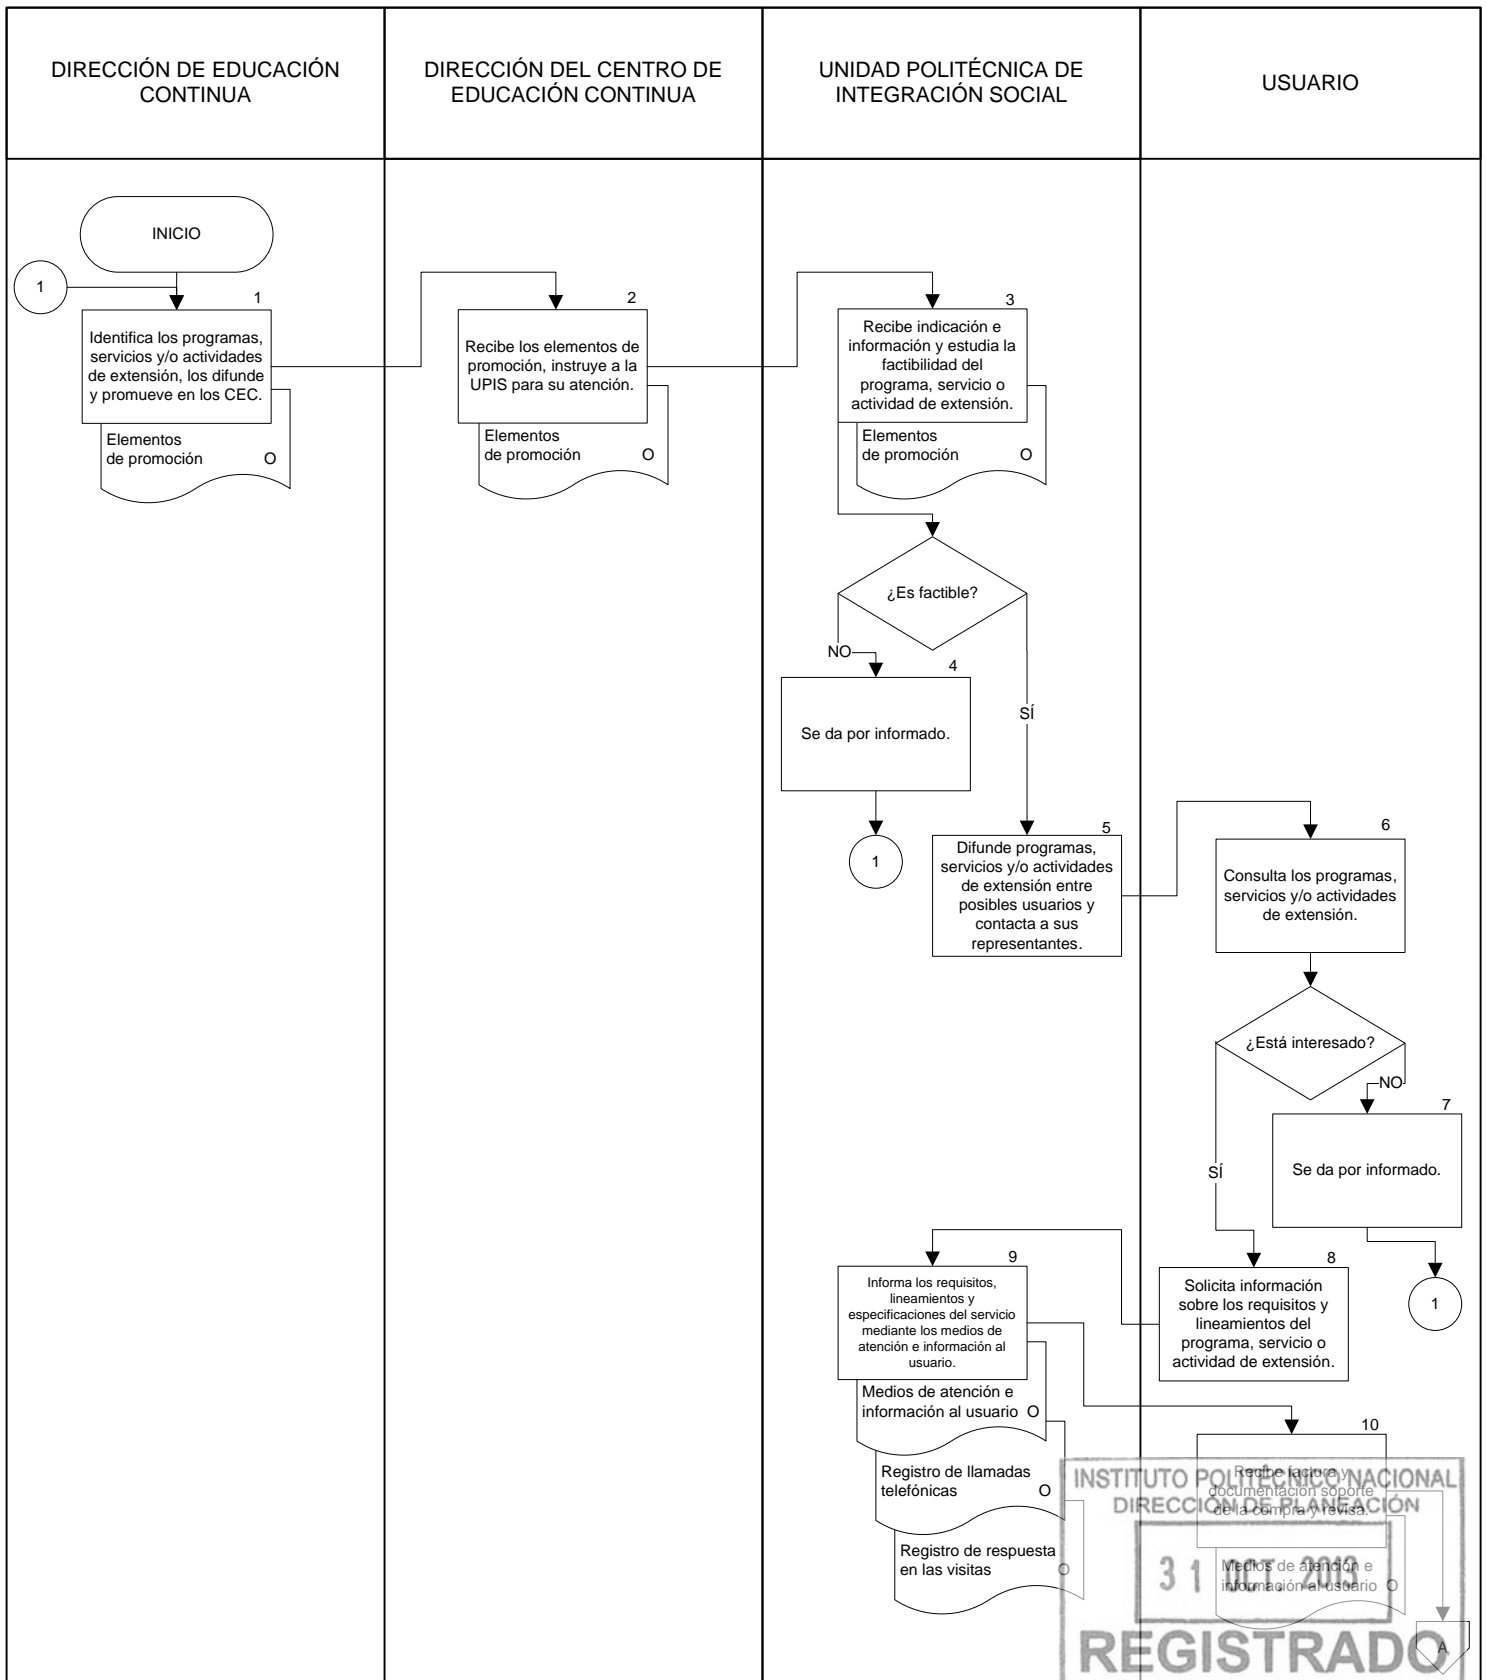 DIRECCIÓN DE EDUCACIÓN
CONTINUA
DIRECCIÓN DEL CENTRO DE
EDUCACIÓN CONTINUA
UNIDAD POLITÉCNICA DE
INTEGRACIÓN SOCIAL
USUARIO
INICIO
1
1
Identifica los programas,
servicios y/o actividades
de extensión, los difunde
y promueve en los CEC.
Elementos
de promoción O
2
Recibe los elementos de
promoción, instruye a la
UPIS para su atención.
Elementos
de promoción O
3
Recibe indicación e
información y estudia la
factibilidad del
programa, servicio o
actividad de extensión.
Elementos
de promoción O
¿Es factible?
NO
4
Se da por informado.
SÍ
1
5
Difunde programas,
servicios y/o actividades
de extensión entre
posibles usuarios y
contacta a sus
representantes.
6
Consulta los programas,
servicios y/o actividades
de extensión.
¿Está interesado?
NO
7
Se da por informado.
SÍ
1
8
Solicita información
sobre los requisitos y
lineamientos del
programa, servicio o
actividad de extensión.
9
Informa los requisitos,
lineamientos y
especificaciones del servicio
mediante los medios de
atención e información al
usuario.
Medios de atención e
información al usuario O
Registro de llamadas
telefónicas O
Registro de respuesta
en las visitas O
10
Recibe factura y
documentación soporte
de la compra y revisa.
Medios de atención e
información al usuario O
A
INSTITUTO POLITÉCNICO NACIONAL
DIRECCIÓN DE PLANEACIÓN
31 OCT. 2013
REGISTRADO